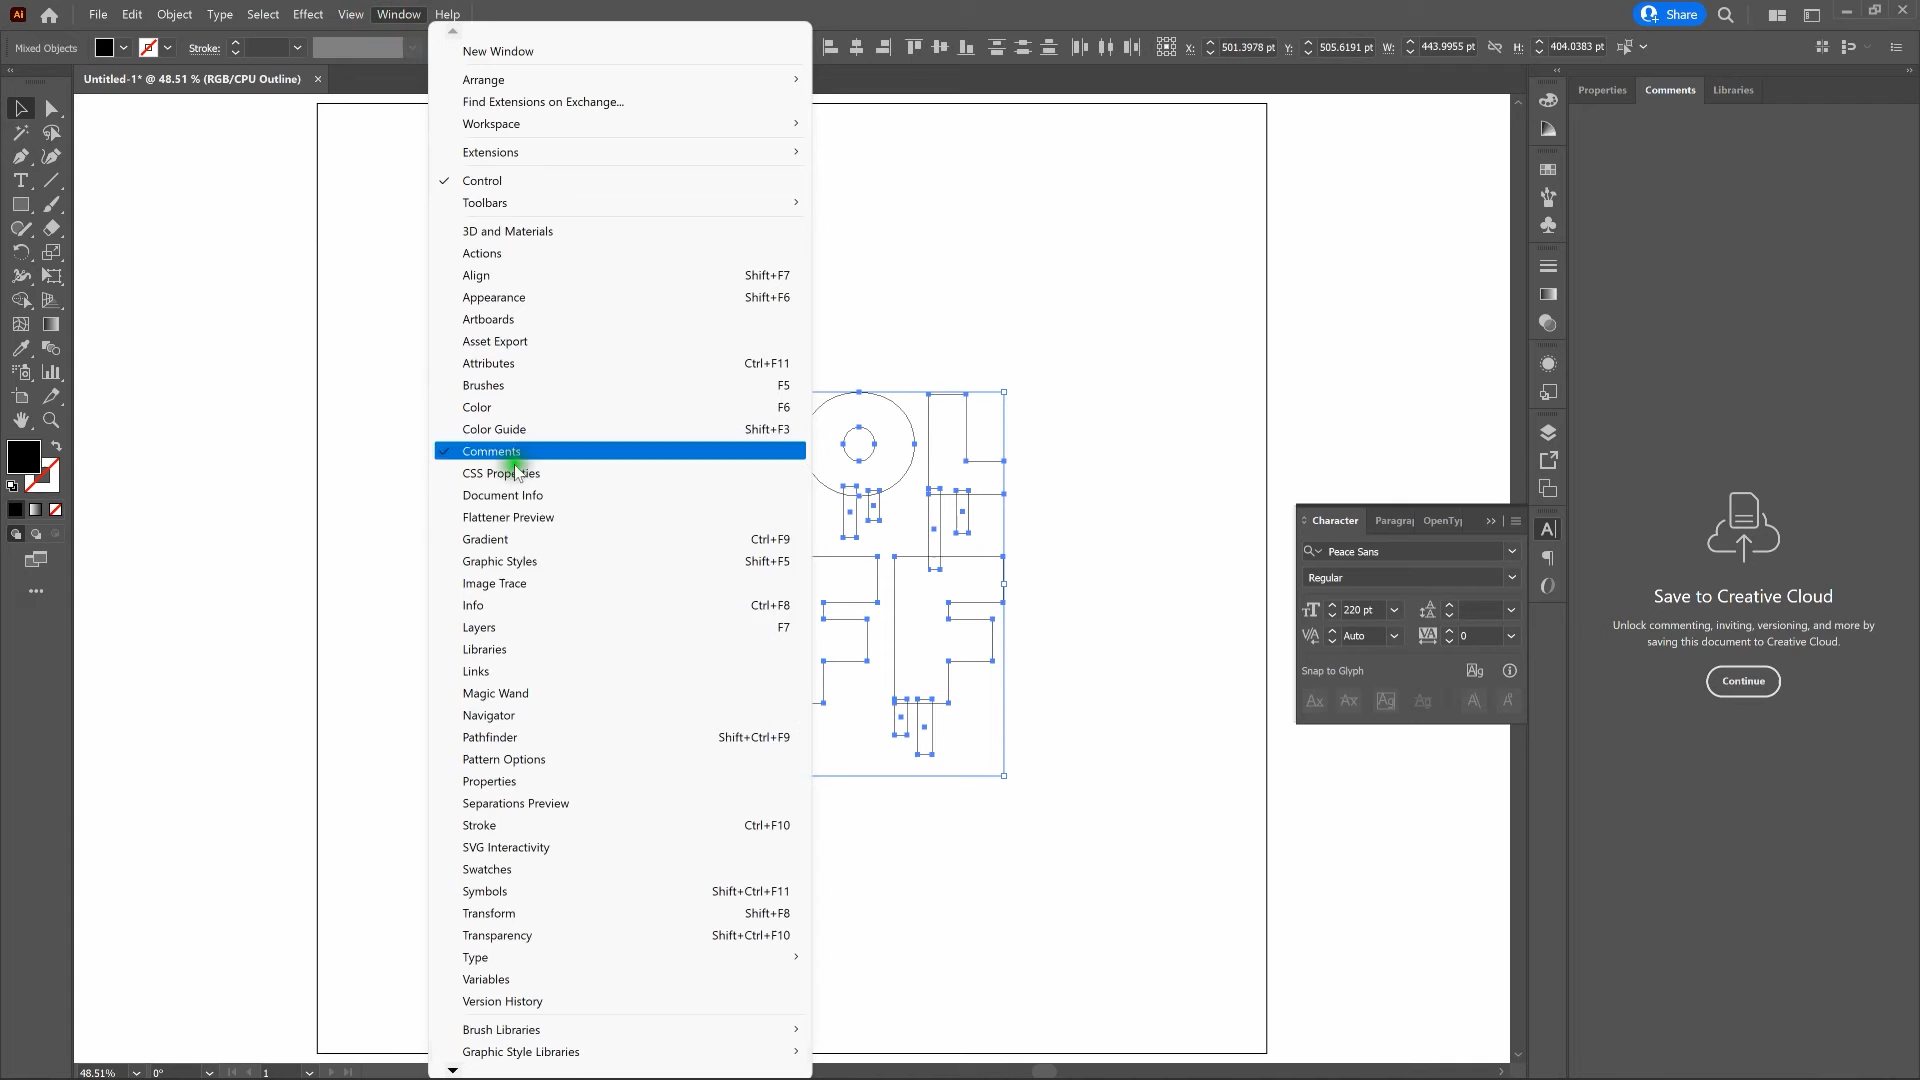 Ai File Edit Object Type Select Effect View Window Help Share
Mixed Objects Stroke: X: 501.3978 pt Y: 505.6191 pt W: 443.9955 pt H: 404.0383 pt
Untitled-1* @ 48.51 % (RGB/CPU Outline) ×
New Window
Arrange
Find Extensions on Exchange...
Workspace
Extensions
Control
Toolbars
3D and Materials
Actions
Align Shift+F7
Appearance Shift+F6
Artboards
Asset Export
Attributes Ctrl+F11
Brushes F5
Color F6
Color Guide Shift+F3
Comments
CSS Properties
Document Info
Flattener Preview
Gradient Ctrl+F9
Graphic Styles Shift+F5
Image Trace
Info Ctrl+F8
Layers F7
Libraries
Links
Magic Wand
Navigator
Pathfinder Shift+Ctrl+F9
Pattern Options
Properties
Separations Preview
Stroke Ctrl+F10
SVG Interactivity
Swatches
Symbols Shift+Ctrl+F11
Transform Shift+F8
Transparency Shift+Ctrl+F10
Type
Variables
Version History
Brush Libraries
Graphic Style Libraries
Character Paragra OpenTy
Peace Sans
Regular
220 pt
Auto 0
Snap to Glyph
Properties Comments Libraries
Save to Creative Cloud
Unlock commenting, inviting, versioning, and more by
saving this document to Creative Cloud.
Continue
48.51% 0° 1